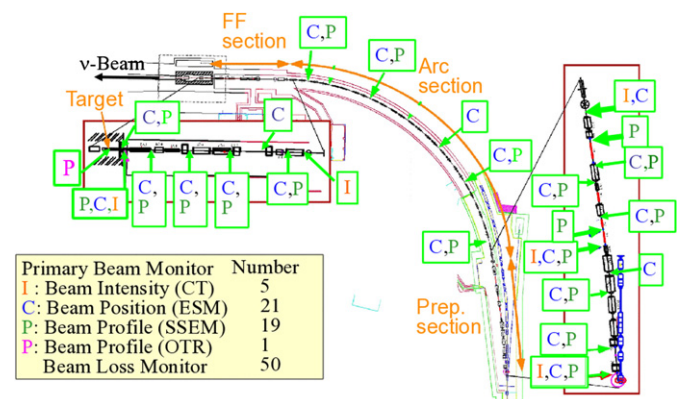 FF
section
C,P
C,P
ν-Beam
Arc
section
Target
C,P
C
I,C
P
C
P
C,P
C,P
C,P
P,C,I
C,
P
C,
P
C,
P
C,P
I
C,P
C,P
P
C,P
I,C,P
C
Prep.
section
C,P
C,P
I,C,P
Primary Beam Monitor Number
I : Beam Intensity (CT) 5
C: Beam Position (ESM) 21
P: Beam Profile (SSEM) 19
P: Beam Profile (OTR) 1
Beam Loss Monitor 50